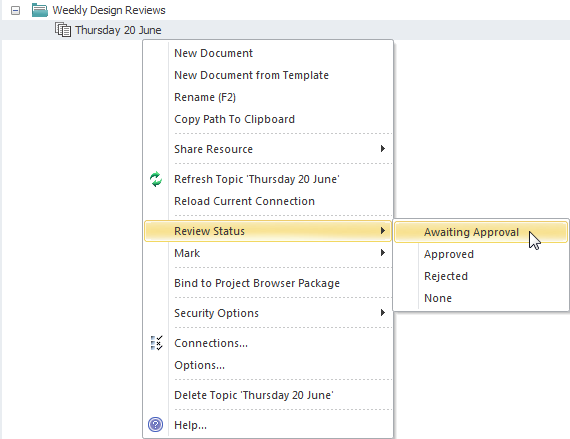 Weekly Design Reviews
Thursday 20 June
New Document
New Document from Template
Rename (F2)
Copy Path To Clipboard
Share Resource
Refresh Topic 'Thursday 20 June'
Reload Current Connection
Review Status
Awaiting Approval
Approved
Rejected
None
Mark
Bind to Project Browser Package
Security Options
Connections...
Options...
Delete Topic 'Thursday 20 June'
Help...